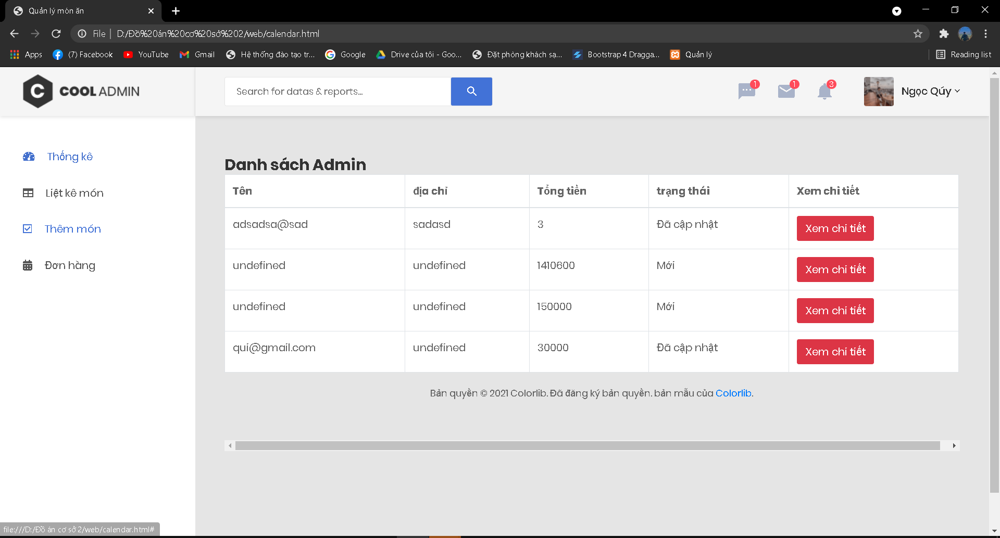 Quản lý món ăn
File | D:/Đồ%20án%20cơ%20sở%202/web/calendar.html
Apps (7) Facebook YouTube Gmail Hệ thống đào tạo tr... Google Drive của tôi - Goo... Đặt phòng khách sạ... Bootstrap 4 Dragga... Quản lý Reading list
C COOL ADMIN Search for datas & reports... 1 1 3 Ngọc Qúy
Thống kê
Liệt kê món
Thêm món
Đơn hàng
Danh sách Admin
Tên địa chỉ Tổng tiền trạng thái Xem chi tiết
adsadsa@sad sadasd 3 Đã cập nhật Xem chi tiết
undefined undefined 1410600 Mới Xem chi tiết
undefined undefined 150000 Mới Xem chi tiết
qui@gmail.com undefined 30000 Đã cập nhật Xem chi tiết
Bản quyền © 2021 Colorlib. Đã đăng ký bản quyền. bản mẫu của Colorlib.
file:///D:/Đồ án cơ sở 2/web/calendar.html#